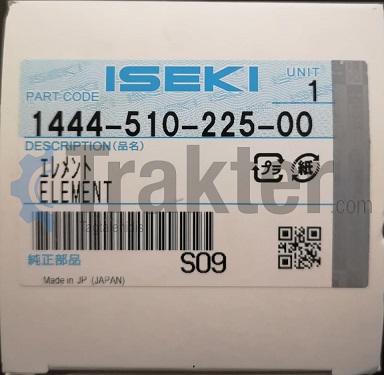 ISEKI
UNIT
PART CODE
1
1444-510-225-00
DESCRIPTION(品名)
エレメント
プラ
紙
ELEMENT
Trakter.com
S09
純正部品
Made in JP (JAPAN)